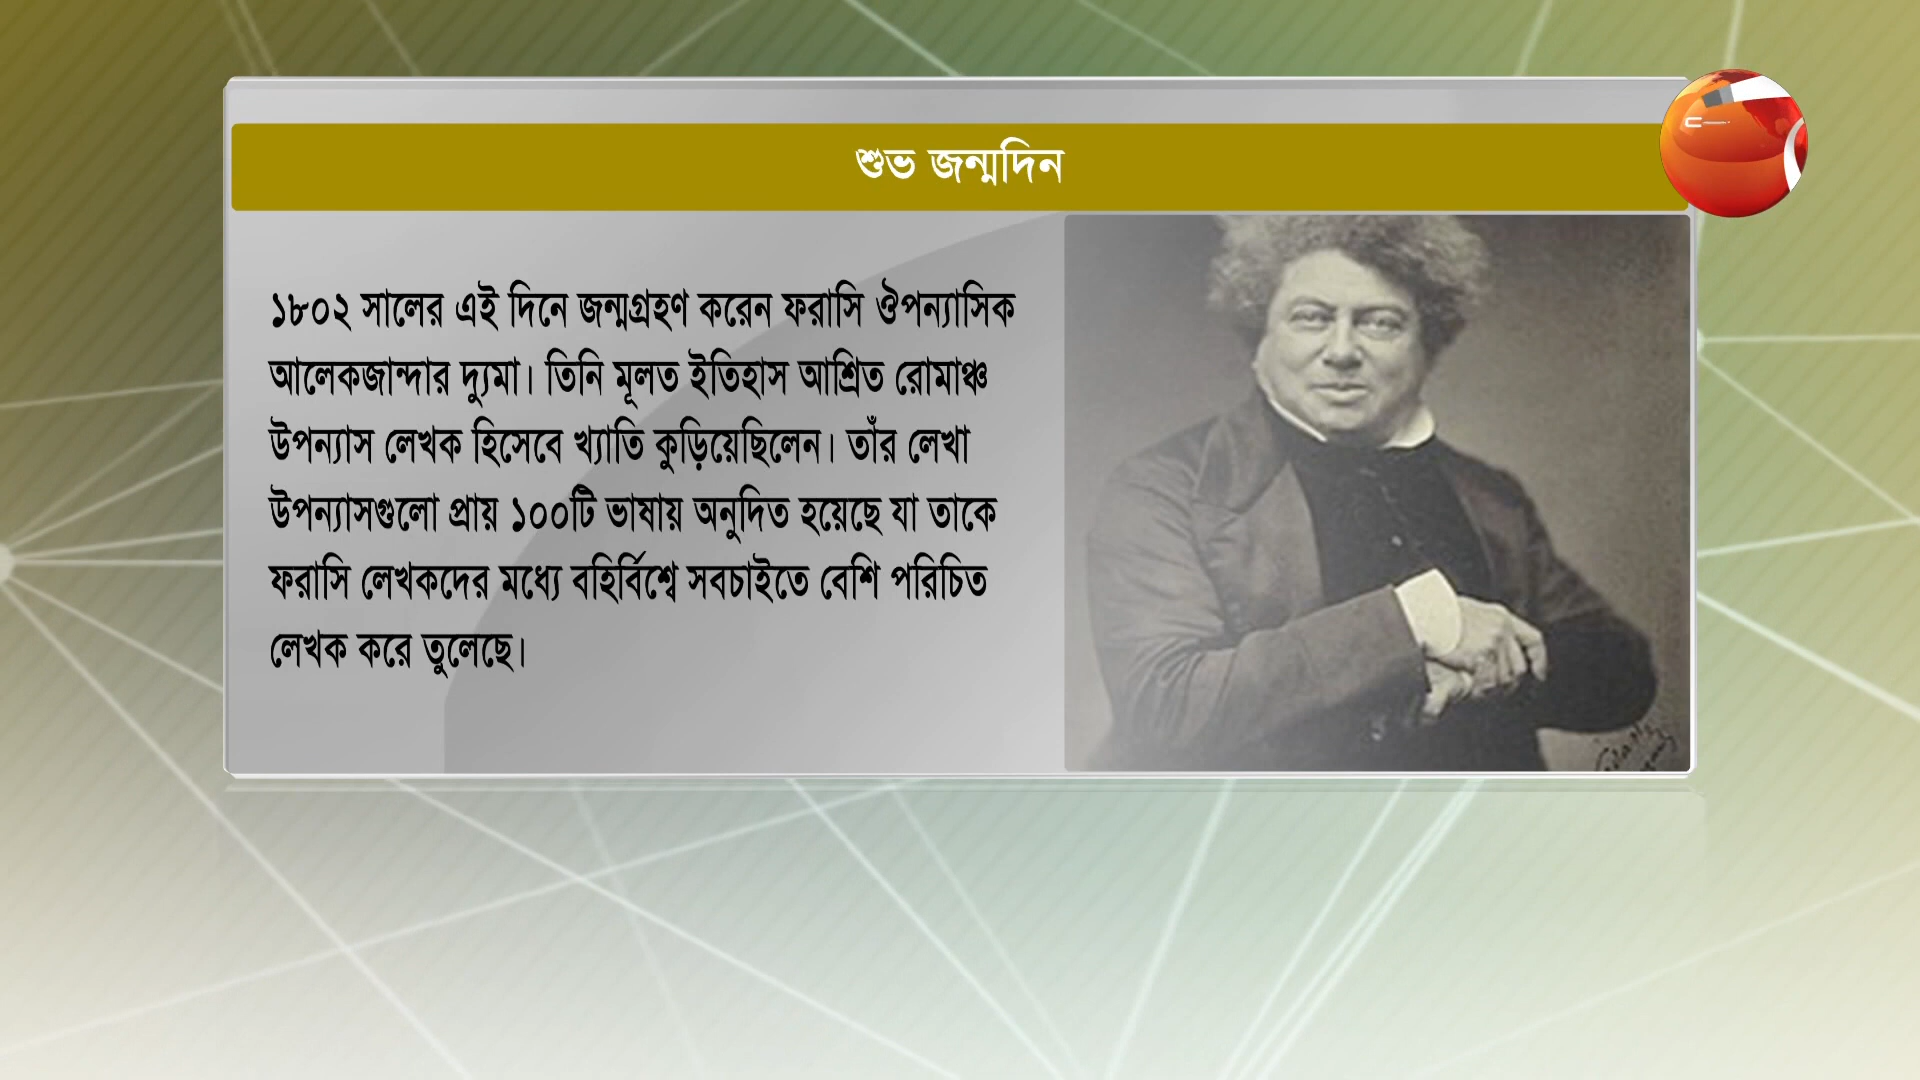 শুভ জন্মদিন
১৮০২ সালের এই দিনে জন্মগ্রহণ করেন ফরাসি ঔপন্যাসিক
আলেকজান্দার দ্যুমা। তিনি মূলত ইতিহাস আশ্রিত রোমাঞ্চ
উপন্যাস লেখক হিসেবে খ্যাতি কুড়িয়েছিলেন। তাঁর লেখা
উপন্যাসগুলো প্রায় ১০০টি ভাষায় অনুদিত হয়েছে যা তাকে
ফরাসি লেখকদের মধ্যে বহির্বিশ্বে সবচাইতে বেশি পরিচিত
লেখক করে তুলেছে।